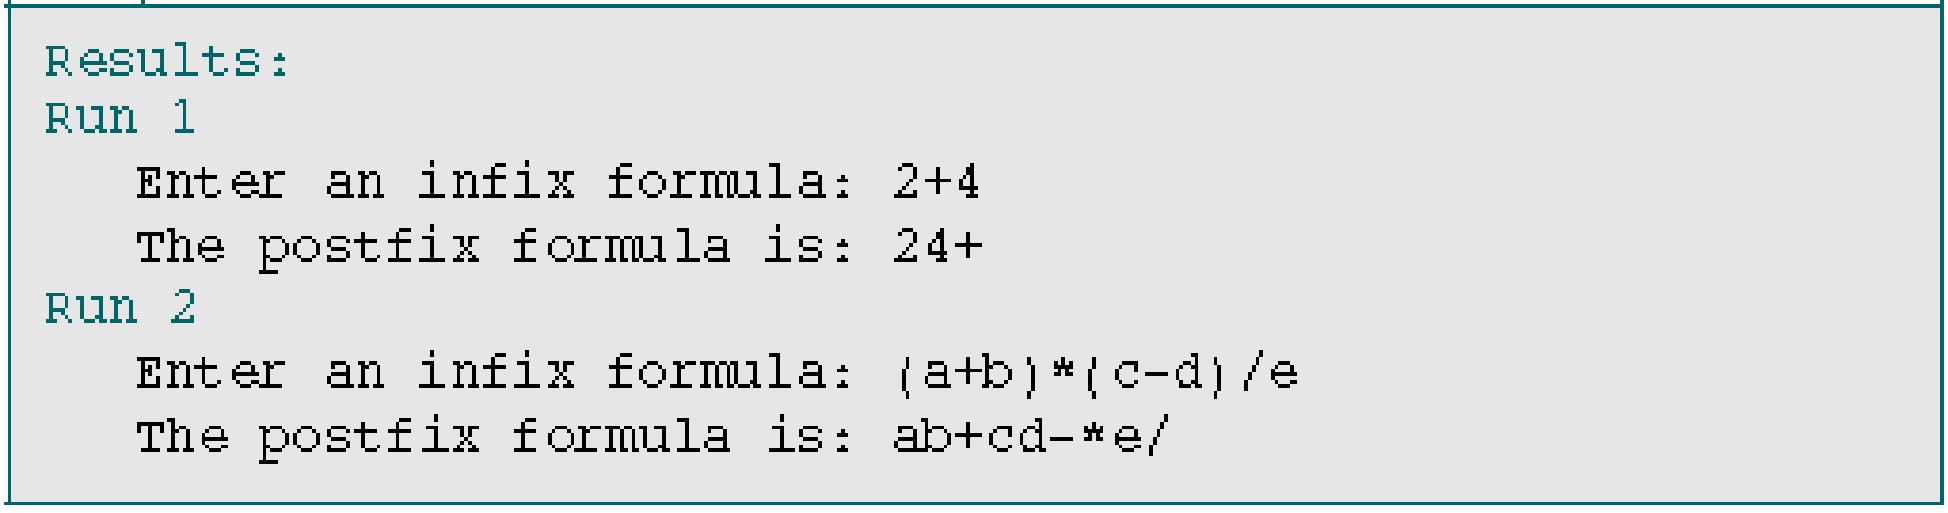 Results:
Run 1
Enter an infix formula: 2+4
The postfix formula is: 24+
Run 2
Enter an infix formula: (a+b)*(c-d)/e
The postfix formula is: ab+cd-*e/